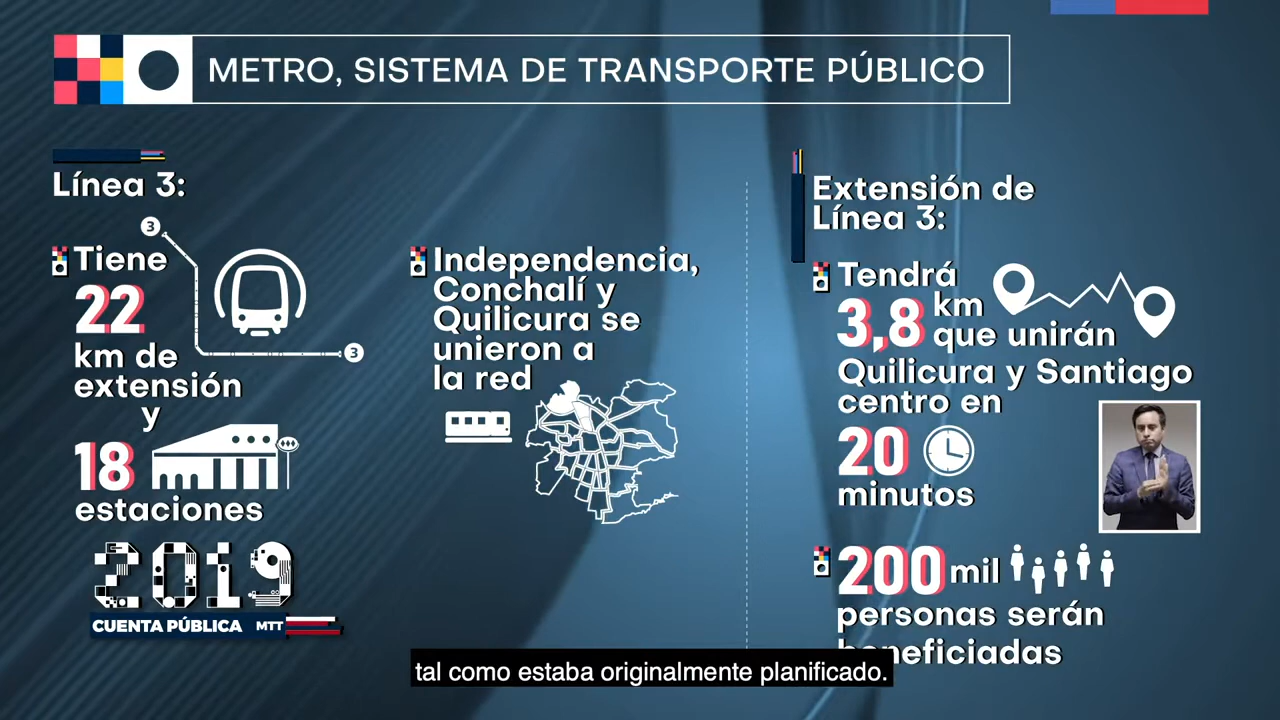 METRO, SISTEMA DE TRANSPORTE PÚBLICO
Línea 3:
3
Tiene
22
km de
extensión
y
18
estaciones
3
Independencia,
Conchalí y
Quilicura se
unieron a
la red
Extensión de
Línea 3:
Tendrá
3,8 km
que unirán
Quilicura y Santiago
centro en
20
minutos
200 mil
personas serán
beneficiadas
2019
CUENTA PÚBLICA MTT
tal como estaba originalmente planificado.